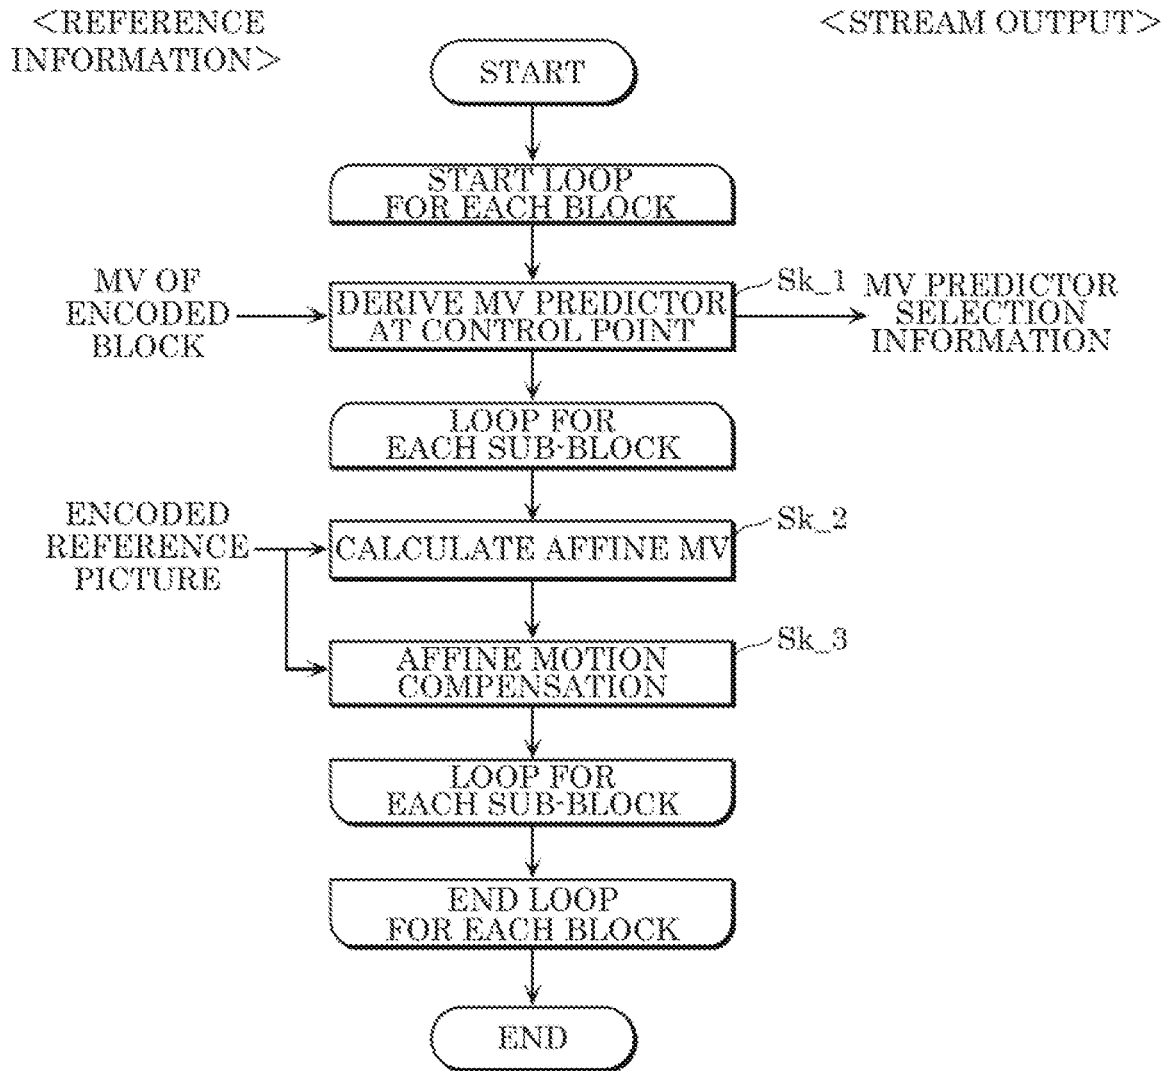 <REFERENCE
INFORMATION>
<STREAM OUTPUT>
START
START LOOP
FOR EACH BLOCK
MV OF
ENCODED
BLOCK
DERIVE MV PREDICTOR
AT CONTROL POINT
Sk_1
MV PREDICTOR
SELECTION
INFORMATION
LOOP FOR
EACH SUB-BLOCK
ENCODED
REFERENCE
PICTURE
CALCULATE AFFINE MV
Sk_2
AFFINE MOTION
COMPENSATION
Sk_3
LOOP FOR
EACH SUB-BLOCK
END LOOP
FOR EACH BLOCK
END